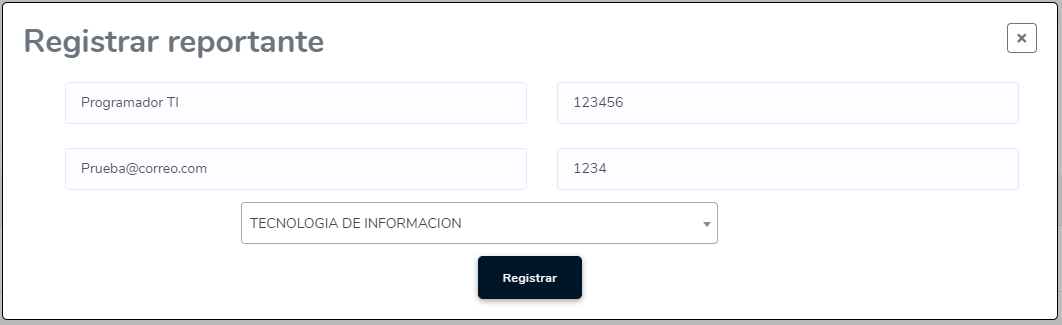 Registrar reportante
Programador TI
123456
Prueba@correo.com
1234
TECNOLOGIA DE INFORMACION
Registrar